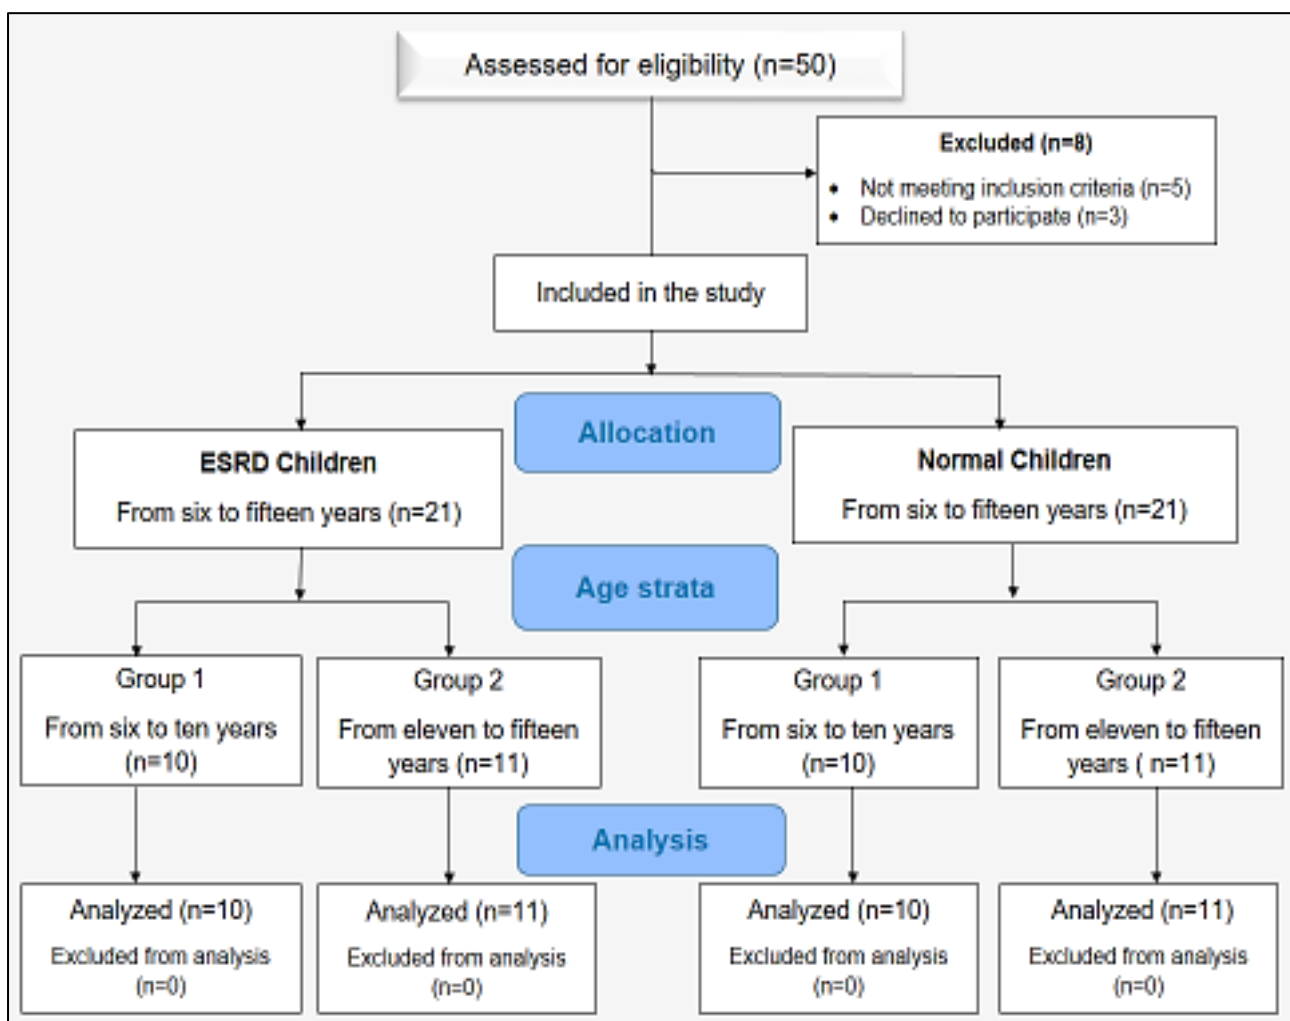 Assessed for eligibility (n=50)
Excluded (n=8)
• Not meeting inclusion criteria (n=5)
• Declined to participate (n=3)
Included in the study
Allocation
ESRD Children
From six to fifteen years (n=21)
Normal Children
From six to fifteen years (n=21)
Age strata
Group 1
From six to ten years
(n=10)
Group 2
From eleven to fifteen
years (n=11)
Group 1
From six to ten years
(n=10)
Group 2
From eleven to fifteen
years ( n=11)
Analysis
Analyzed (n=10)
Excluded from analysis
(n=0)
Analyzed (n=11)
Excluded from analysis
(n=0)
Analyzed (n=10)
Excluded from analysis
(n=0)
Analyzed (n=11)
Excluded from analysis
(n=0)